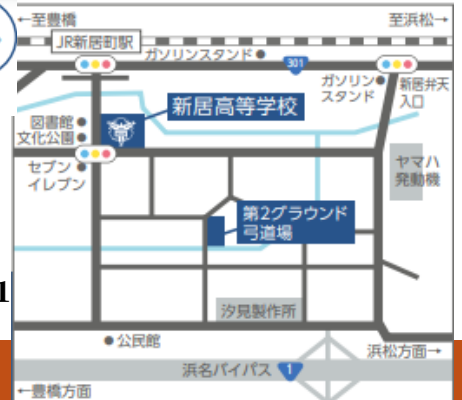 ←至豊橋
至浜松→
JR新居町駅
ガソリンスタンド●
301
ガソリン●
スタンド
新居弁天
入口
新居高等学校
図書館●
文化公園●
セブン●
イレブン
ヤマハ
発動機
第2グラウンド
弓道場
1
汐見製作所
●公民館
浜松方面→
浜名バイパス
1
←豊橋方面